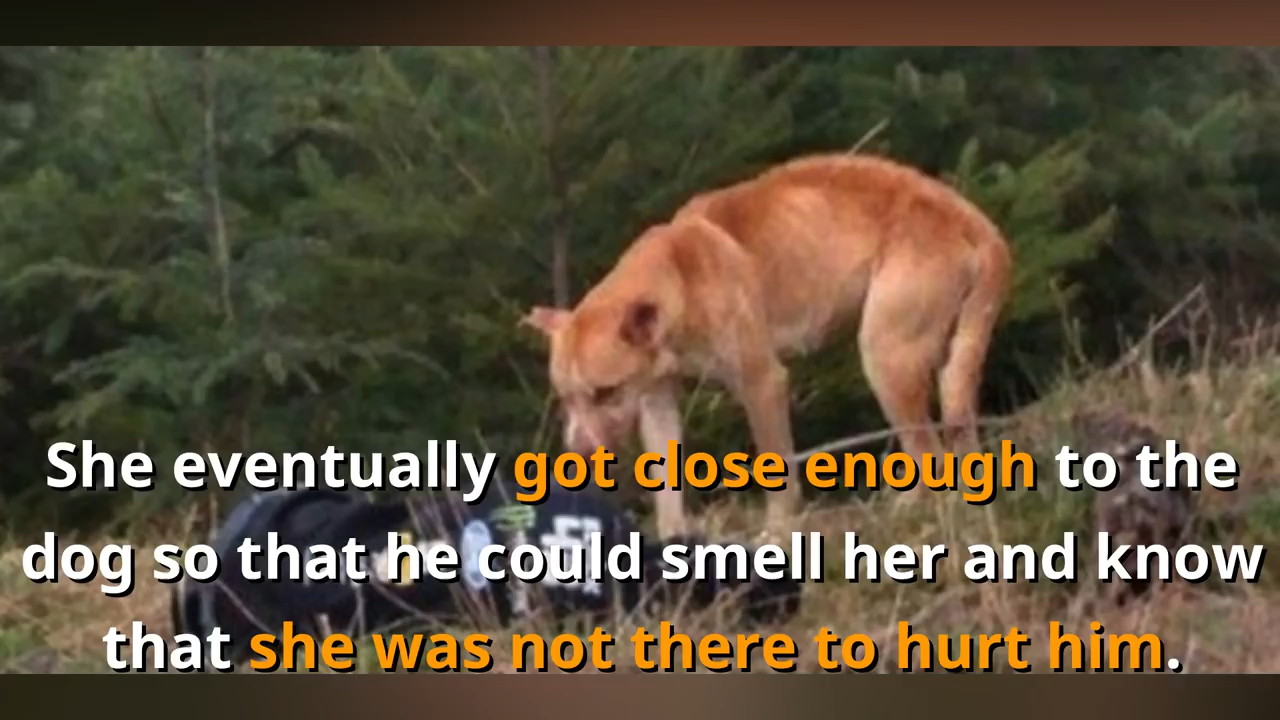 She eventually got close enough to the
dog so that he could smell her and know
that she was not there to hurt him.